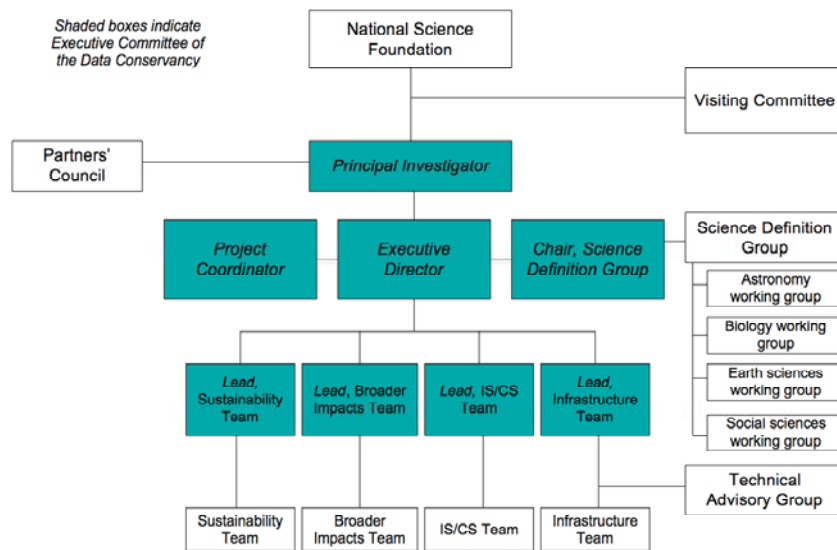 Shaded boxes indicate
Executive Committee of
the Data Conservancy
National Science
Foundation
Visiting Committee
Partners'
Council
Principal Investigator
Project
Coordinator
Executive
Director
Chair, Science
Definition Group
Science Definition
Group
Astronomy
working group
Biology working
group
Earth sciences
working group
Social sciences
working group
Lead,
Sustainability
Team
Lead, Broader
Impacts Team
Lead, IS/CS
Team
Lead,
Infrastructure
Team
Technical
Advisory Group
Sustainability
Team
Broader
Impacts Team
IS/CS Team
Infrastructure
Team